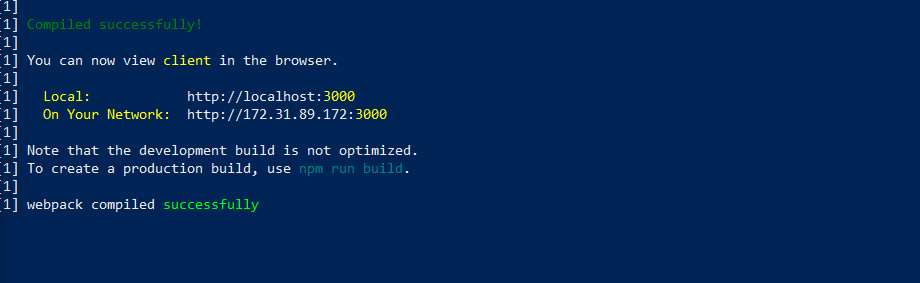 [1]
[1] Compiled successfully!
[1]
[1] You can now view client in the browser.
[1]
[1]   Local:            http://localhost:3000
[1]   On Your Network:  http://172.31.89.172:3000
[1]
[1] Note that the development build is not optimized.
[1] To create a production build, use npm run build.
[1]
[1] webpack compiled successfully